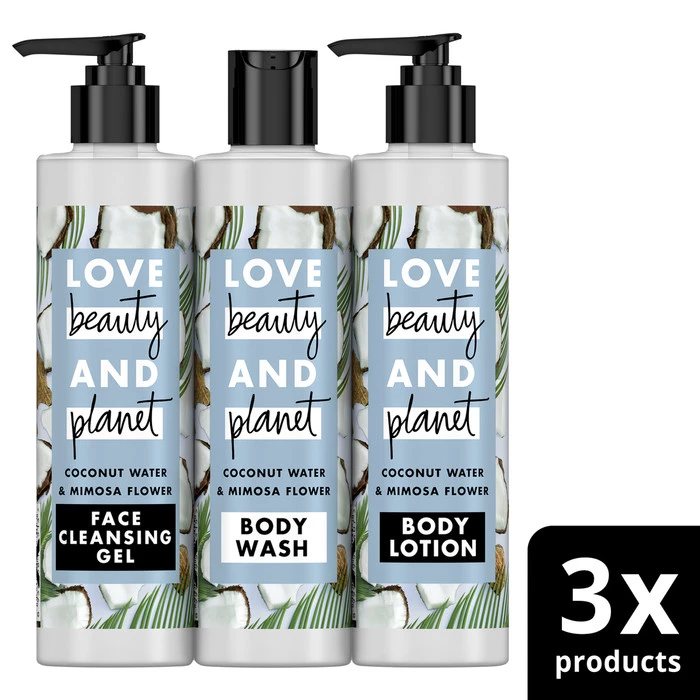 LOVE
beauty
AND
planet
COCONUT WATER
& MIMOSA FLOWER
FACE
CLEANSING
GEL
LOVE
beauty
AND
planet
COCONUT WATER
& MIMOSA FLOWER
BODY
WASH
LOVE
beauty
AND
planet
COCONUT WATER
& MIMOSA FLOWER
BODY
LOTION
3x
products